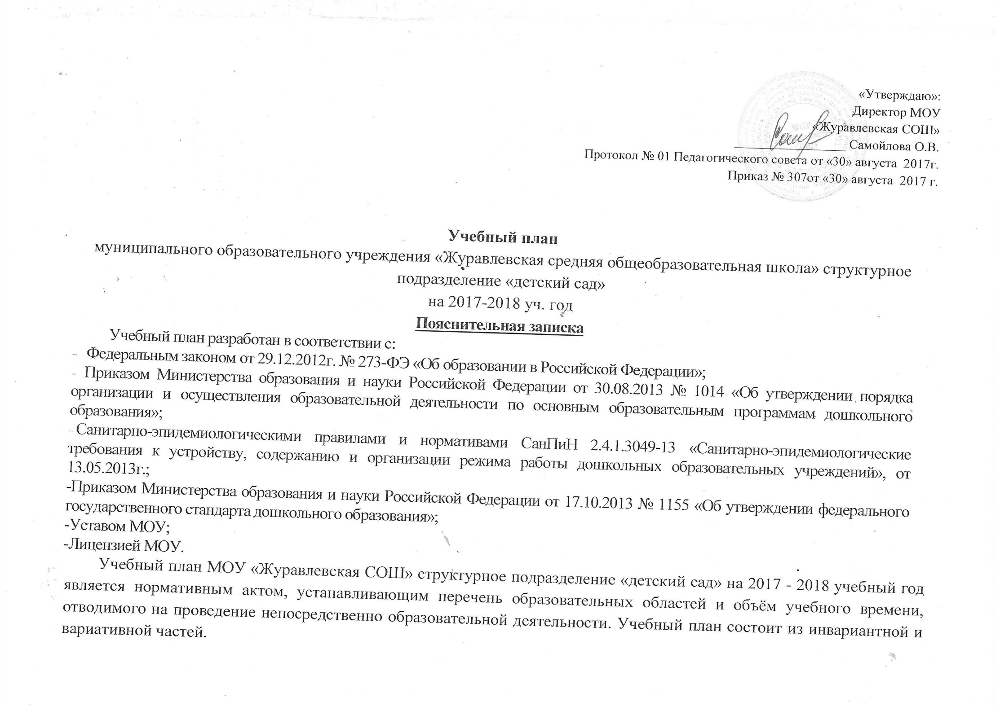 «Утверждаю»:
Директор МОУ
«Журавлевская СОШ»
Самойлова О.В.
Протокол № 01 Педагогического совета от «30» августа 2017г.
Приказ № 307от «30» августа 2017 г.
Учебный план
муниципального образовательного учреждения «Журавлевская средняя общеобразовательная школа» структурное
подразделение «детский сад»
на 2017-2018 уч. год
Пояснительная записка
Учебный план разработан в соответствии с:
- Федеральным законом от 29.12.2012г. № 273-ФЭ «Об образовании в Российской Федерации»;
- Приказом Министерства образования и науки Российской Федерации от 30.08.2013 № 1014 «Об утверждении порядка
организации и осуществления образовательной деятельности по основным образовательным программам дошкольного
образования»;
- Санитарно-эпидемиологическими правилами и нормативами СанПиН 2.4.1.3049-13 «Санитарно-эпидемиологические
требования к устройству, содержанию и организации режима работы дошкольных образовательных учреждений», от
13.05.2013г.;
-Приказом Министерства образования и науки Российской Федерации от 17.10.2013 № 1155 «Об утверждении федерального
государственного стандарта дошкольного образования»;
-Уставом МОУ;
-Лицензией МОУ.
Учебный план МОУ «Журавлевская СОШ» структурное подразделение «детский сад» на 2017 - 2018 учебный год
является нормативным актом, устанавливающим перечень образовательных областей и объём учебного времени,
отводимого на проведение непосредственно образовательной деятельности. Учебный план состоит из инвариантной и
вариативной частей.